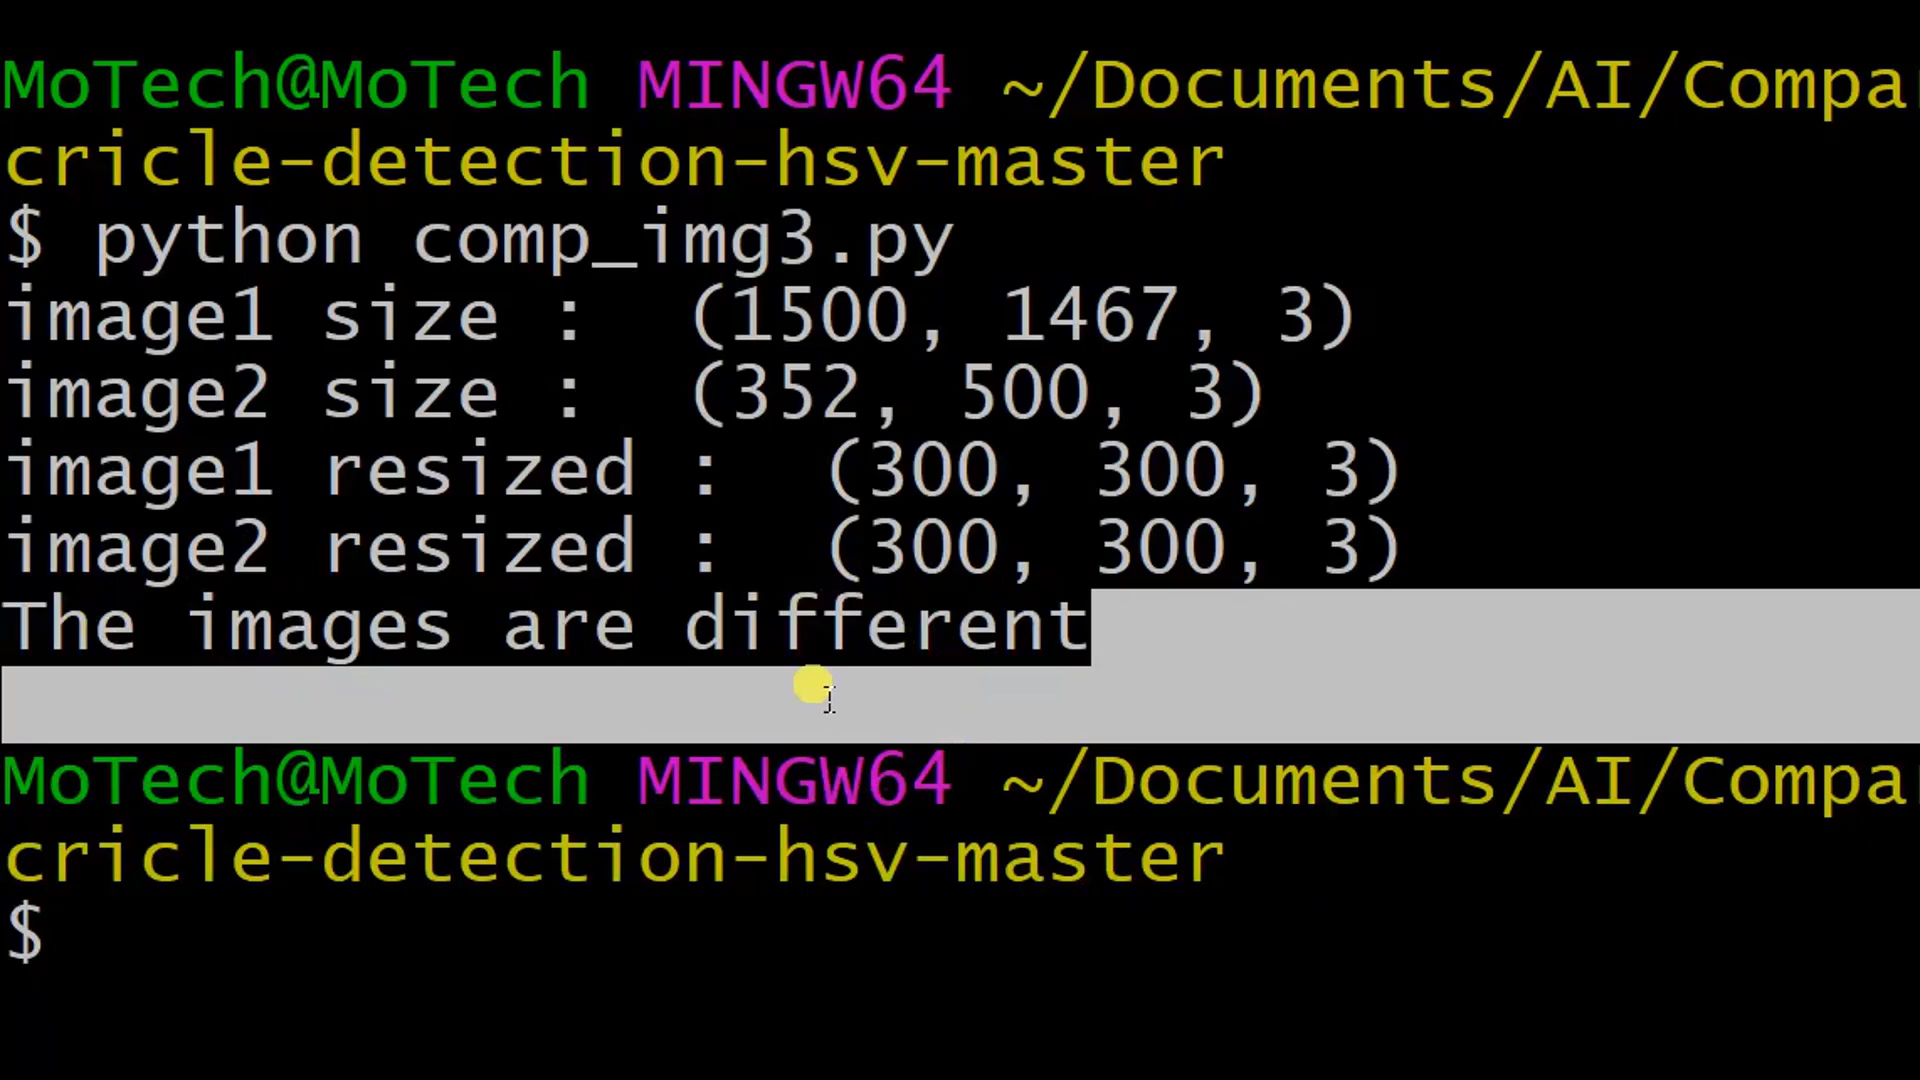 MoTech@MoTech MINGW64 ~/Documents/AI/Compa
cricle-detection-hsv-master
$ python comp_img3.py
image1 size :  (1500, 1467, 3)
image2 size :  (352, 500, 3)
image1 resized :  (300, 300, 3)
image2 resized :  (300, 300, 3)
The images are different
MoTech@MoTech MINGW64 ~/Documents/AI/Compa
cricle-detection-hsv-master
$